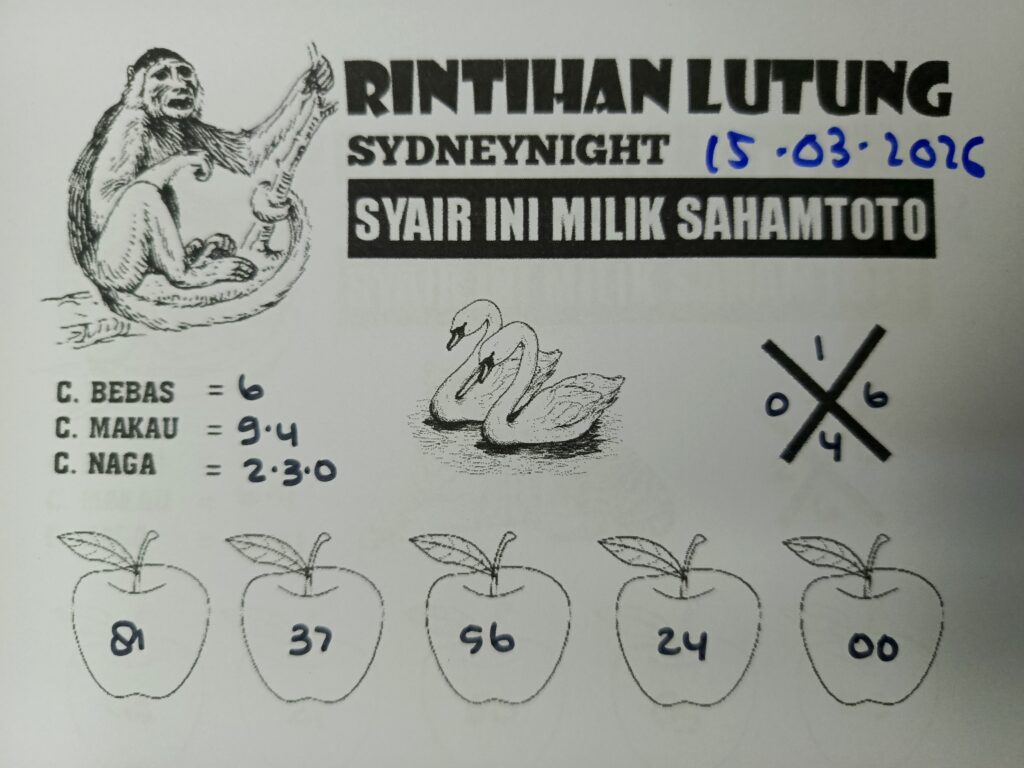 RINTIHAN LUTUNG
SYDNEYNIGHT 15.03.2026
SYAIR INI MILIK SAHAMTOTO
C. BEBAS = 6
C. MAKAU = 9.4
C. NAGA = 2.3.0
1
0 6
4
81 37 56 24 00